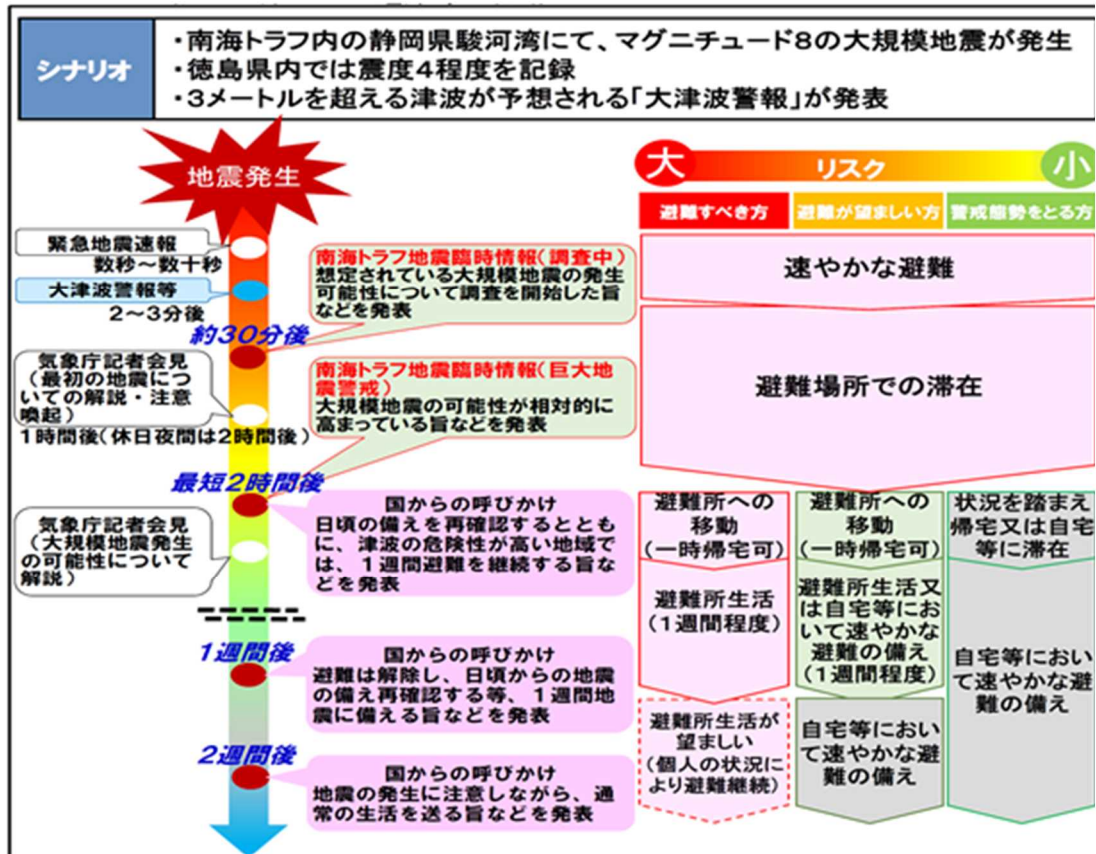 シナリオ
・南海トラフ内の静岡県駿河湾にて、マグニチュード8の大規模地震が発生
・徳島県内では震度4程度を記録
・3メートルを超える津波が予想される「大津波警報」が発表
地震発生
大
リスク
小
避難すべき方
避難が望ましい方
警戒態勢をとる方
緊急地震速報
数秒～数十秒
大津波警報等
2～3分後
約30分後
南海トラフ地震臨時情報(調査中)
想定されている大規模地震の発生
可能性について調査を開始した旨
などを発表
速やかな避難
気象庁記者会見
(最初の地震につ
いての解説・注意
喚起)
1時間後(休日夜間は2時間後)
南海トラフ地震臨時情報(巨大地
震警戒)
大規模地震の可能性が相対的に
高まっている旨などを発表
避難場所での滞在
最短2時間後
国からの呼びかけ
日頃の備えを再確認するととも
に、津波の危険性が高い地域で
は、1週間避難を継続する旨な
どを発表
気象庁記者会見
(大規模地震発生
の可能性について
解説)
避難所への
移動
(一時帰宅可)
避難所への
移動
(一時帰宅可)
状況を踏まえ
帰宅又は自宅
等に滞在
避難所生活
(1週間程度)
避難所生活又
は自宅等にお
いて速やかな
避難の備え
(1週間程度)
自宅等におい
て速やかな避
難の備え
1週間後
国からの呼びかけ
避難は解除し、日頃からの地震
の備え再確認する等、1週間地
震に備える旨などを発表
避難所生活が
望ましい
(個人の状況に
より避難継続)
自宅等におい
て速やかな避
難の備え
2週間後
国からの呼びかけ
地震の発生に注意しながら、通
常の生活を送る旨などを発表